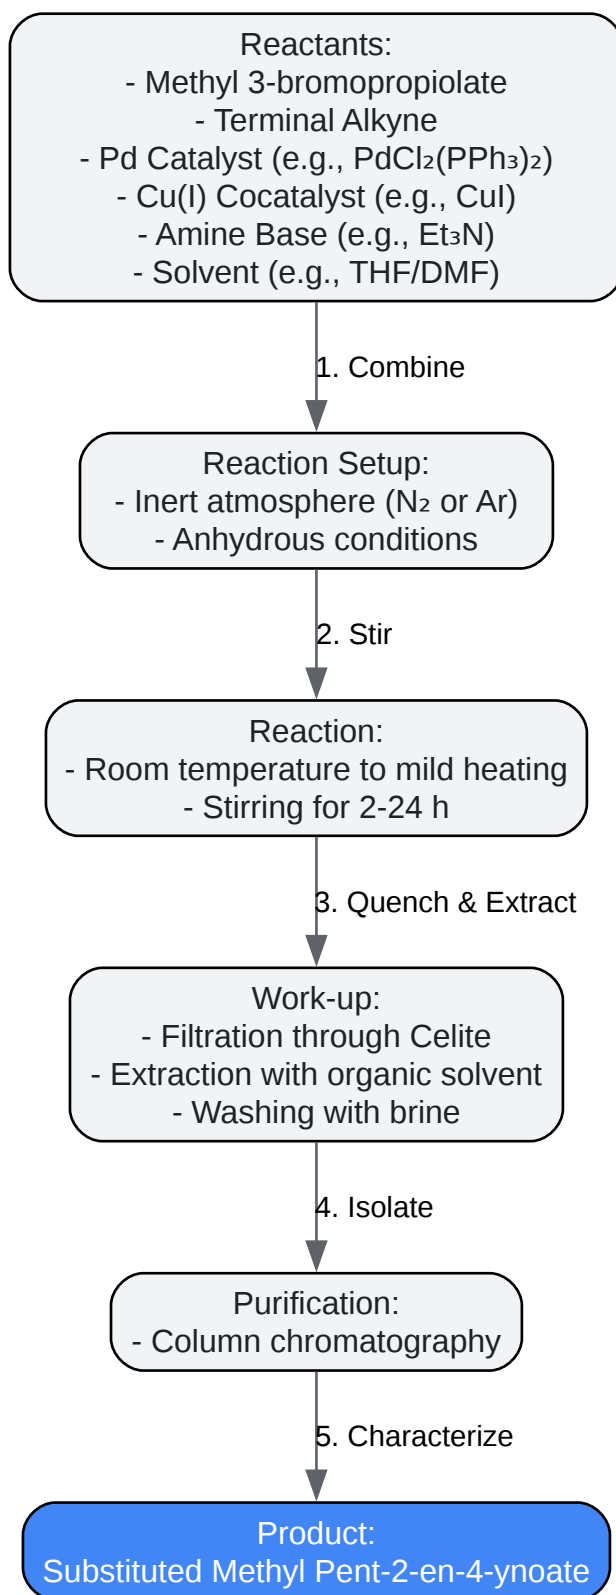 Reactants:
- Methyl 3-bromopropiolate
- Terminal Alkyne
- Pd Catalyst (e.g., PdCl₂(PPh₃)₂)
- Cu(I) Cocatalyst (e.g., CuI)
- Amine Base (e.g., Et₃N)
- Solvent (e.g., THF/DMF)
1. Combine
Reaction Setup:
- Inert atmosphere (N₂ or Ar)
- Anhydrous conditions
2. Stir
Reaction:
- Room temperature to mild heating
- Stirring for 2-24 h
3. Quench & Extract
Work-up:
- Filtration through Celite
- Extraction with organic solvent
- Washing with brine
4. Isolate
Purification:
- Column chromatography
5. Characterize
Product:
Substituted Methyl Pent-2-en-4-ynoate